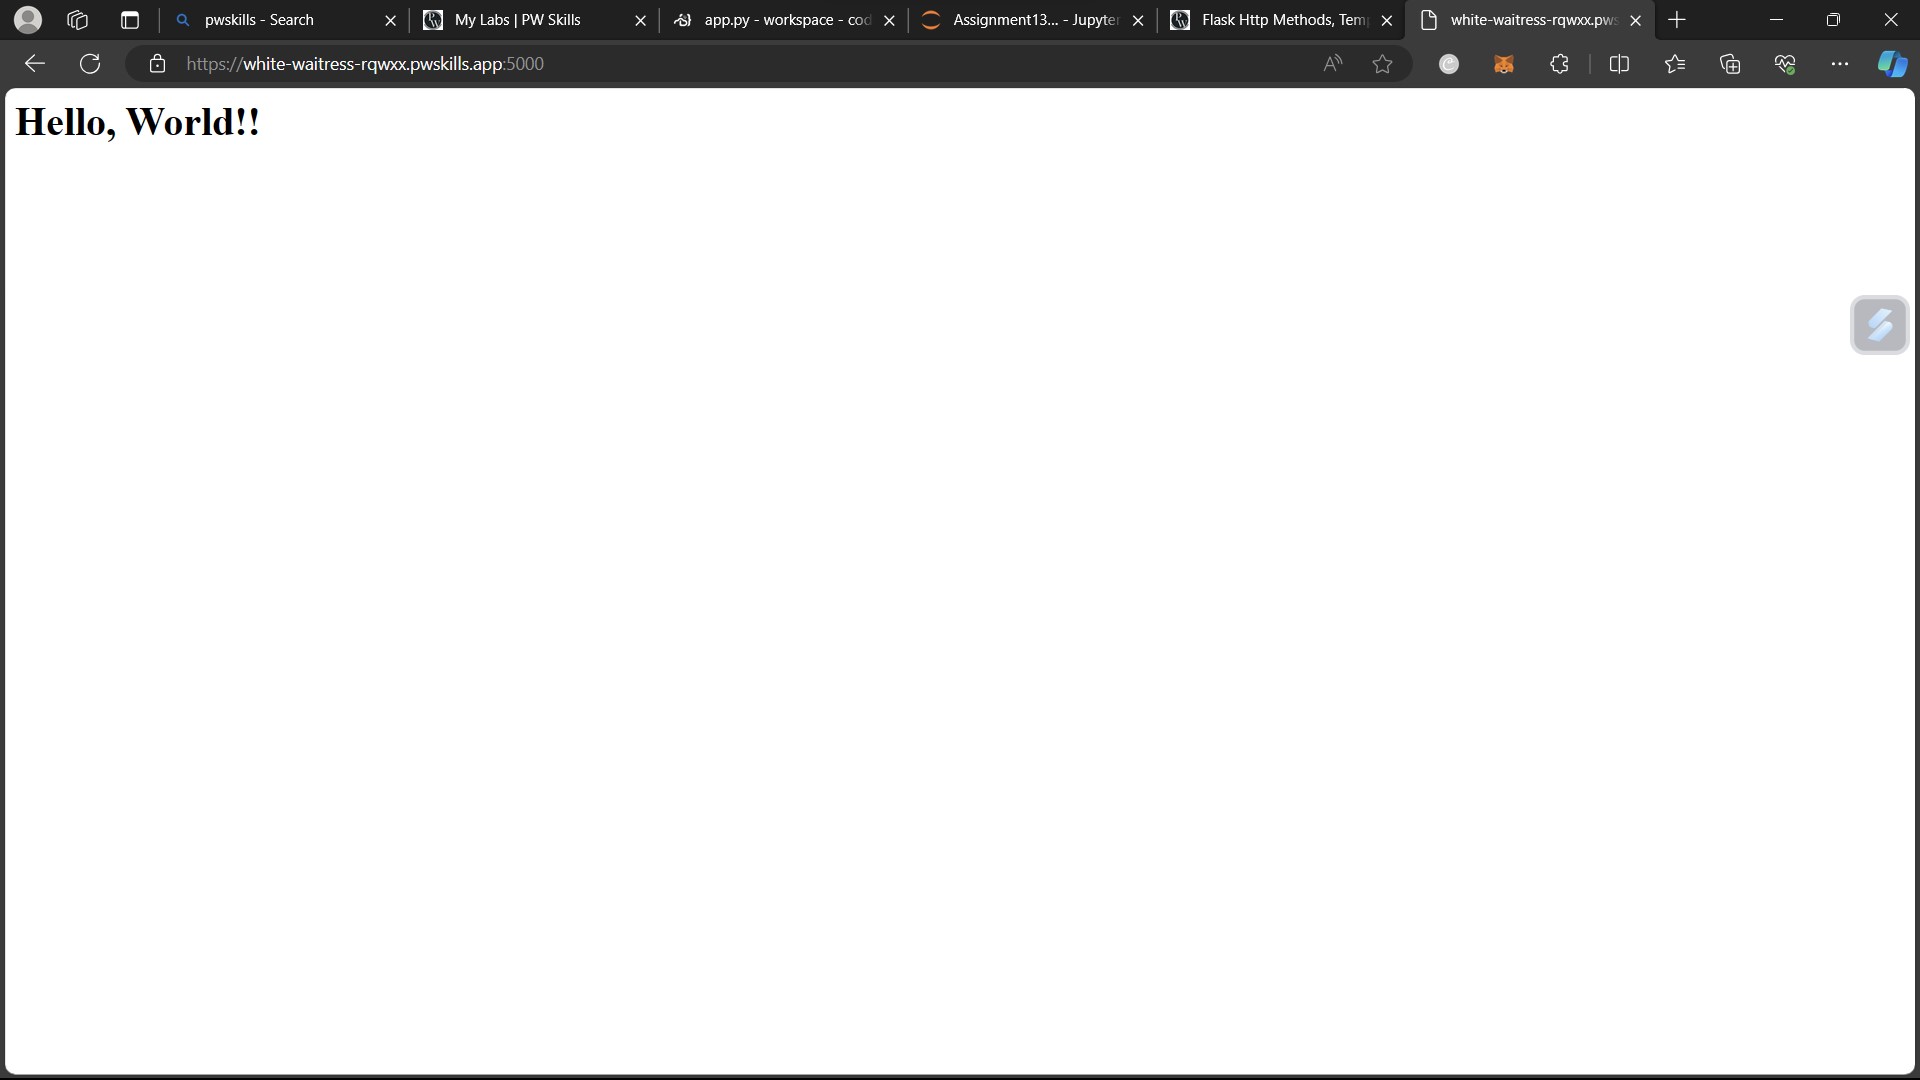 pwskills - Search
My Labs | PW Skills
app.py - workspace - cod
Assignment13... - Jupyter
Flask Http Methods, Tem
white-waitress-rqwxx.pws
https://white-waitress-rqwxx.pwskills.app:5000
Hello, World!!